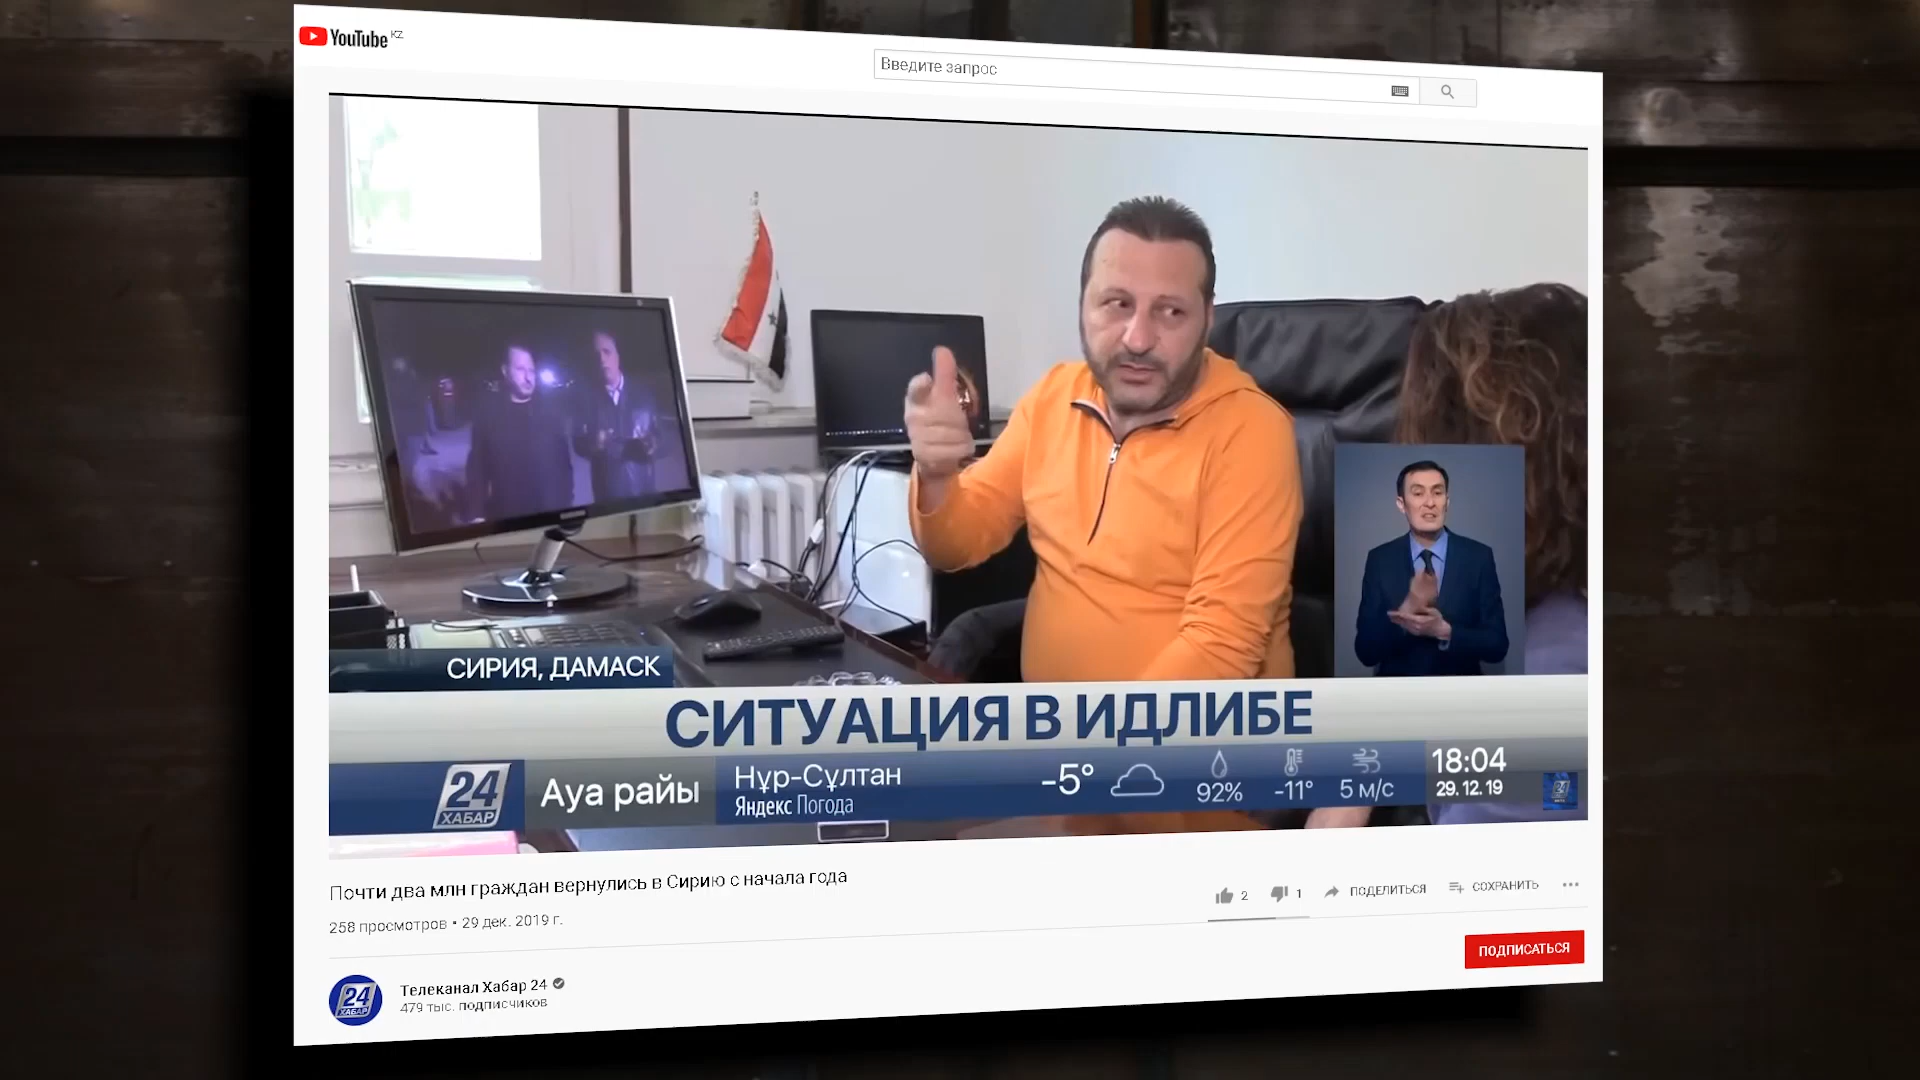 YouTube KZ
Введите запрос
СИРИЯ, ДАМАСК
СИТУАЦИЯ В ИДЛИБЕ
24
ХАБАР
Ауа райы
Нұр-Сұлтан
Яндекс Погода
-5°
92%
-11°
5 м/с
18:04
29.12.19
24
Почти два млн граждан вернулись в Сирию с начала года
258 просмотров • 29 дек. 2019 г.
2
1
ПОДЕЛИТЬСЯ
СОХРАНИТЬ
ПОДПИСАТЬСЯ
24
ХАБАР
Телеканал Хабар 24
479 тыс. подписчиков